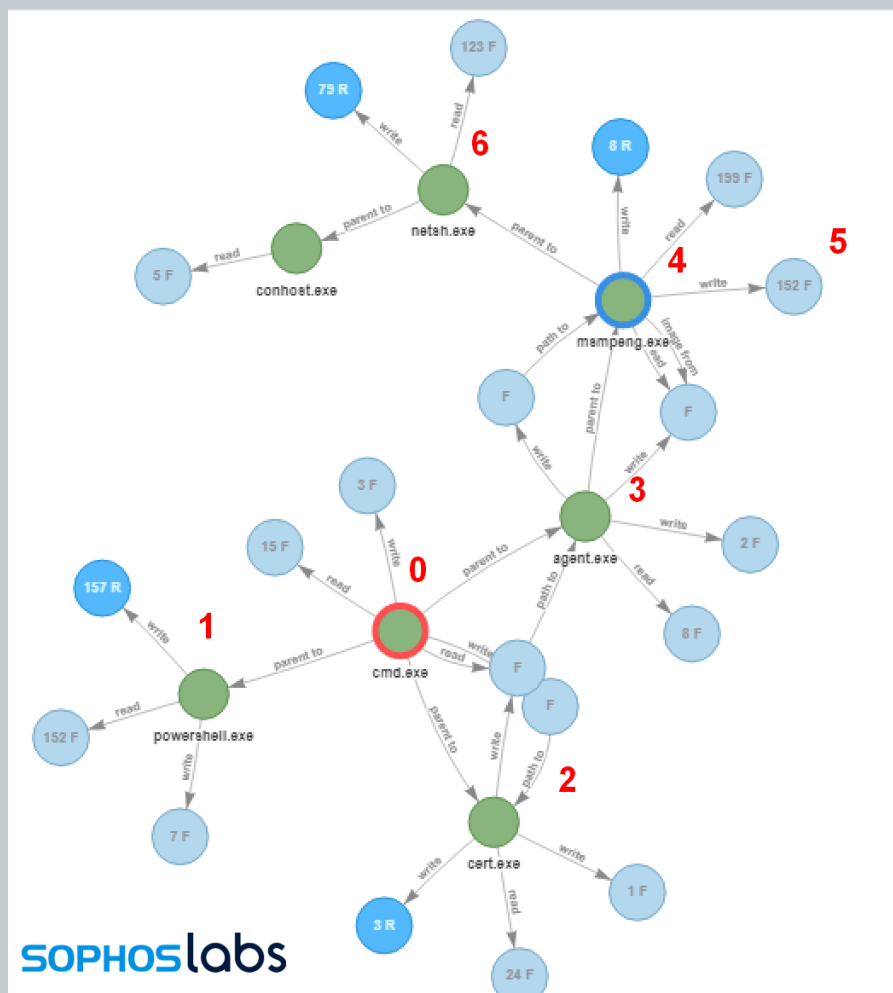 123 F
79 R
write
read
6
8 R
199 F
netsh.exe
parent to
parent to
write
read
4
5
5 F
read
conhost.exe
write
152 F
msmpeng.exe
path to
image from
F
parent to
F
write
write
3
3 F
15 F
write
read
0
parent to
agent.exe
write
2 F
read
8 F
path to
157 R
write
1
parent to
cmd.exe
write
read
F
F
152 F
read
powershell.exe
write
7 F
parent to
write
path to
2
cert.exe
write
3 R
read
write
1 F
24 F
SOPHOSlabs